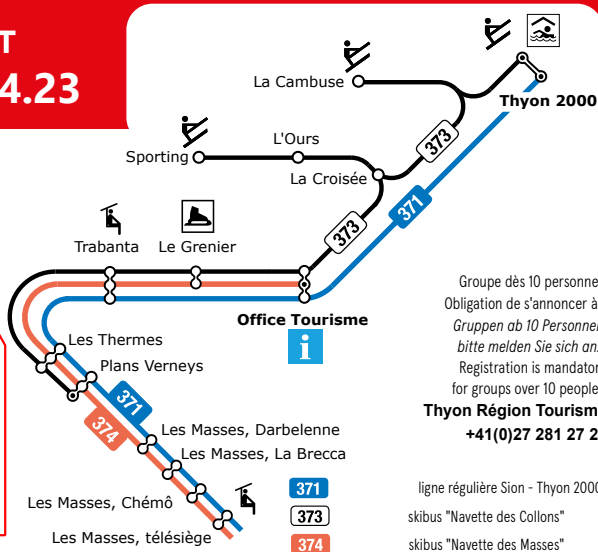 T
4.23
La Cambuse
Thyon 2000
L'Ours
Sporting
La Croisée
373
371
373
Trabanta
Le Grenier
Office Tourisme
i
Les Thermes
Plans Verneys
371
374
Les Masses, Darbelenne
Les Masses, La Brecca
Les Masses, Chémô
Les Masses, télésiège
Groupe dès 10 personne
Obligation de s'annoncer à
Gruppen ab 10 Personen
bitte melden Sie sich an.
Registration is mandator
for groups over 10 people
Thyon Région Tourism
+41(0)27 281 27 2
371 ligne régulière Sion - Thyon 2000
373 skibus "Navette des Collons"
374 skibus "Navette des Masses"